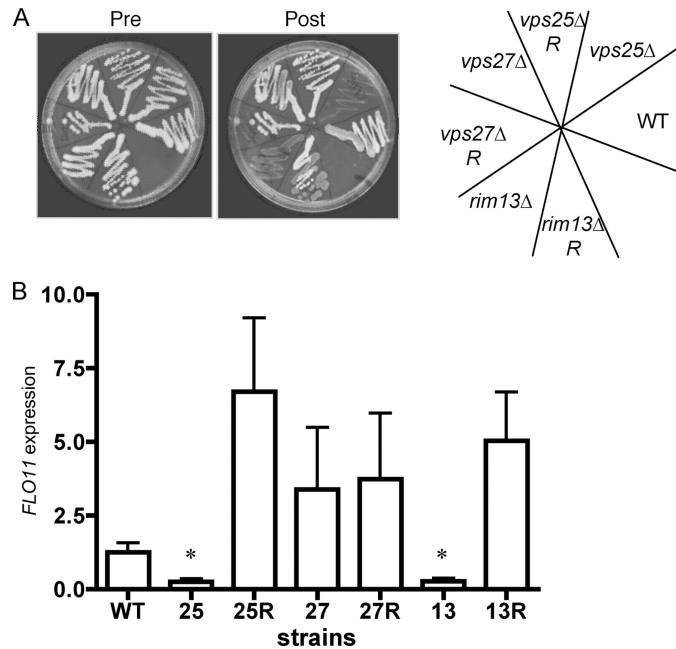 A
Pre
Post
vps25Δ
R
vps27Δ
vps25Δ
WT
vps27Δ
R
rim13Δ
rim13Δ
R
B
10.0
7.5
5.0
2.5
0.0
FLO11 expression
*
*
WT 25 25R 27 27R 13 13R
strains